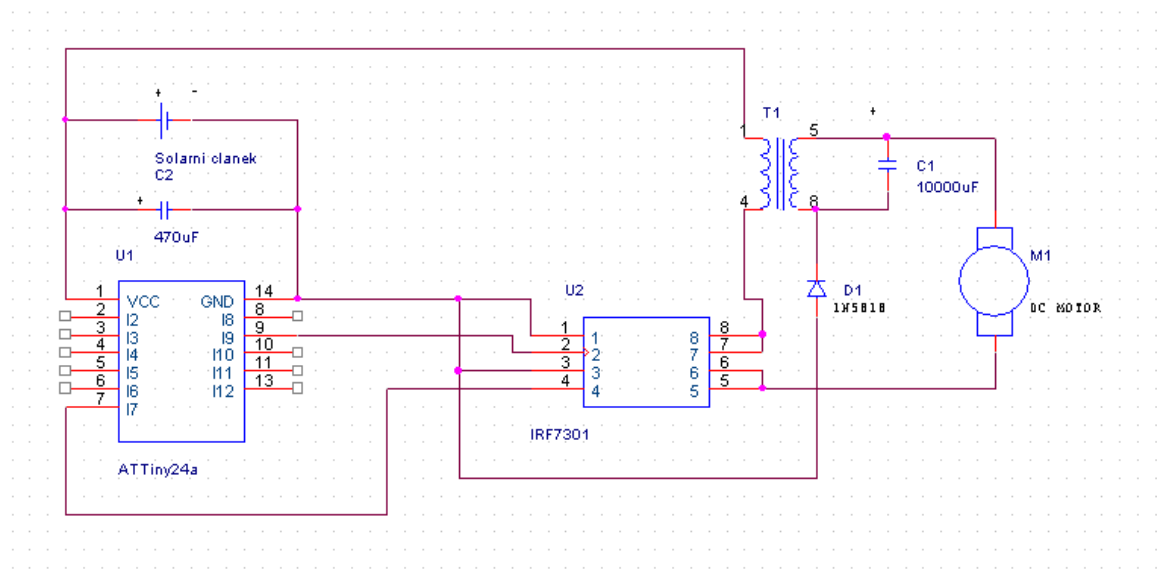 + -
Solarni clanek
C2
+
470uF
U1
1 VCC GND 14
2 I2 I8 8
3 I3 I9 9
4 I4 I10 10
5 I5 I11 11
6 I6 I12 13
7 I7
ATTiny24a
U2
1 1 8 8
2 2 7 7
3 3 6 6
4 4 5 5
IRF7301
T1
1 5
4 8
+
C1
10000uF
D1
1N5818
M1
DC MOTOR